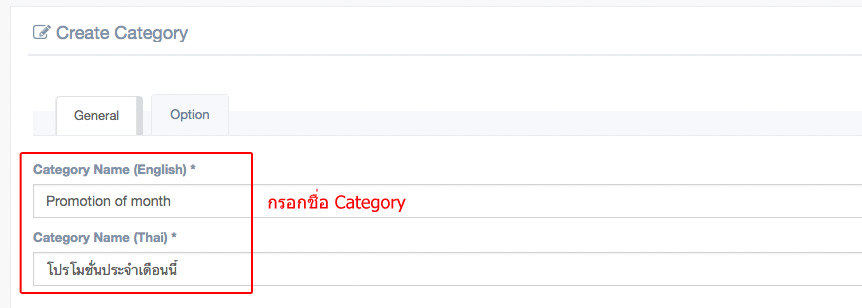 Create Category
General
Option
Category Name (English) *
Promotion of month
กรอกชื่อ Category
Category Name (Thai) *
โปรโมชั่นประจำเดือนนี้